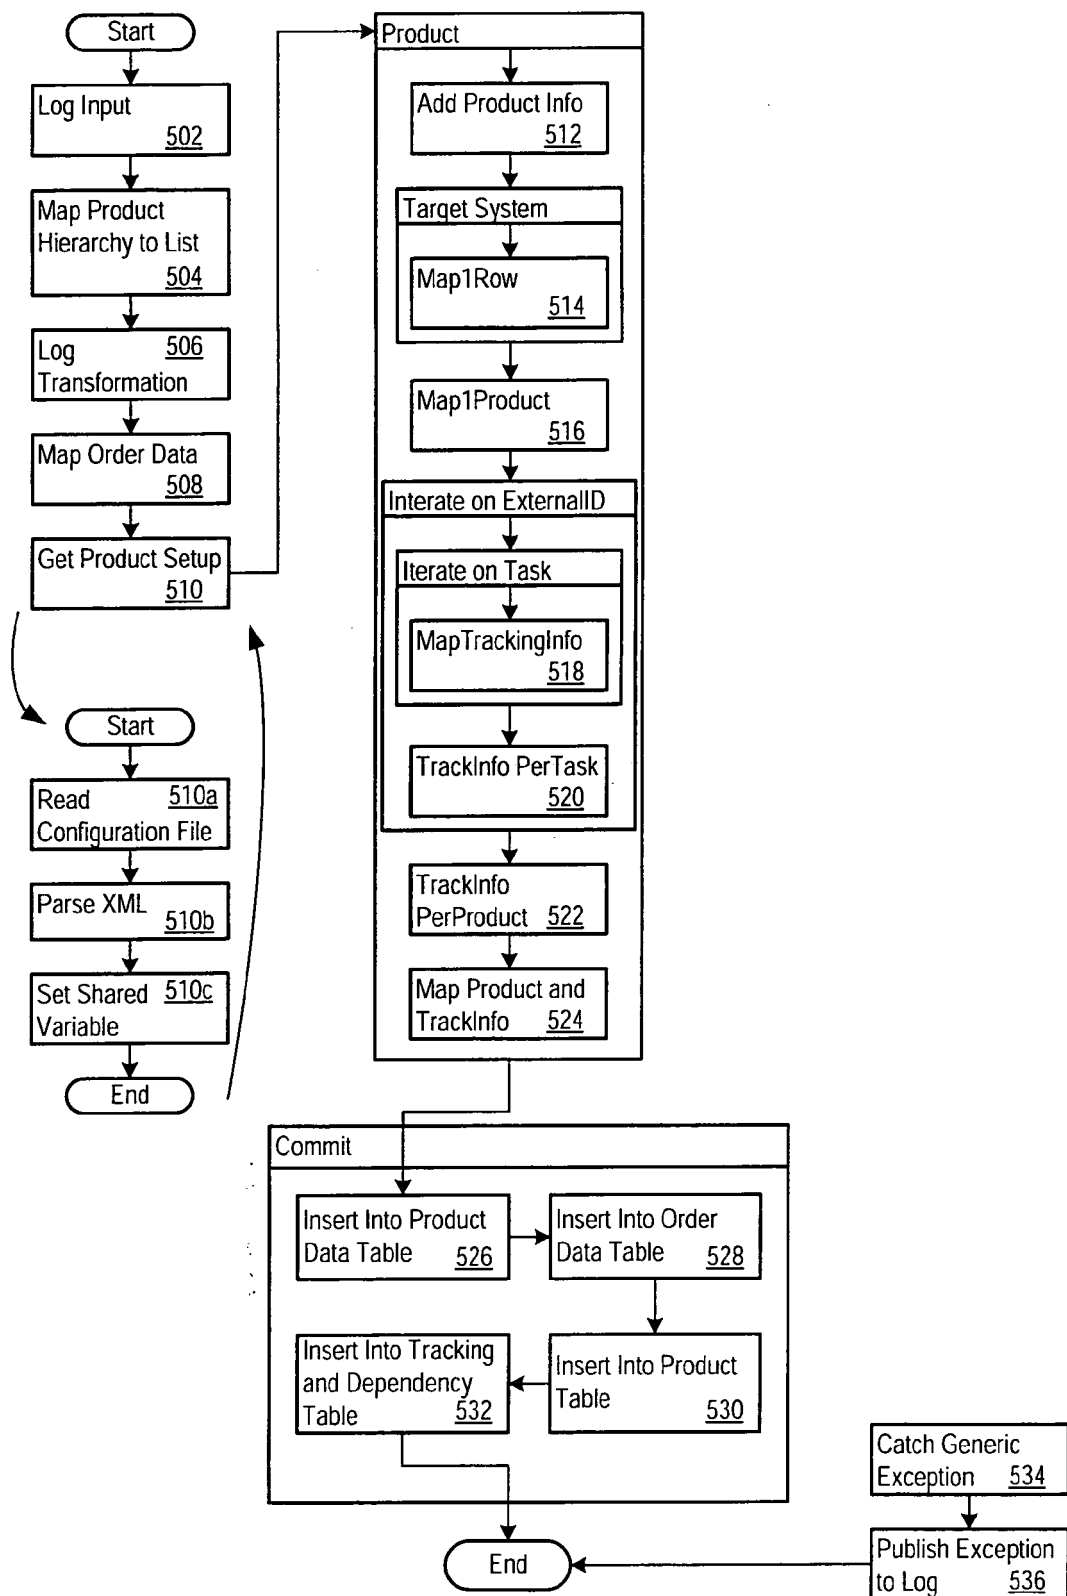 Start
Log Input
502
Map Product
Hierarchy to List
504
506
Log
Transformation
Map Order Data
508
Get Product Setup
510
Start
Read 510a
Configuration File
Parse XML
510b
Set Shared 510c
Variable
End
Product
Add Product Info
512
Target System
Map1Row
514
Map1Product
516
Interate on ExternalID
Iterate on Task
MapTrackingInfo
518
TrackInfo PerTask
520
TrackInfo
PerProduct 522
Map Product and
TrackInfo 524
Commit
Insert Into Product
Data Table 526
Insert Into Order
Data Table 528
Insert Into Tracking
and Dependency
Table 532
Insert Into Product
Table 530
Catch Generic
Exception 534
Publish Exception
to Log 536
End